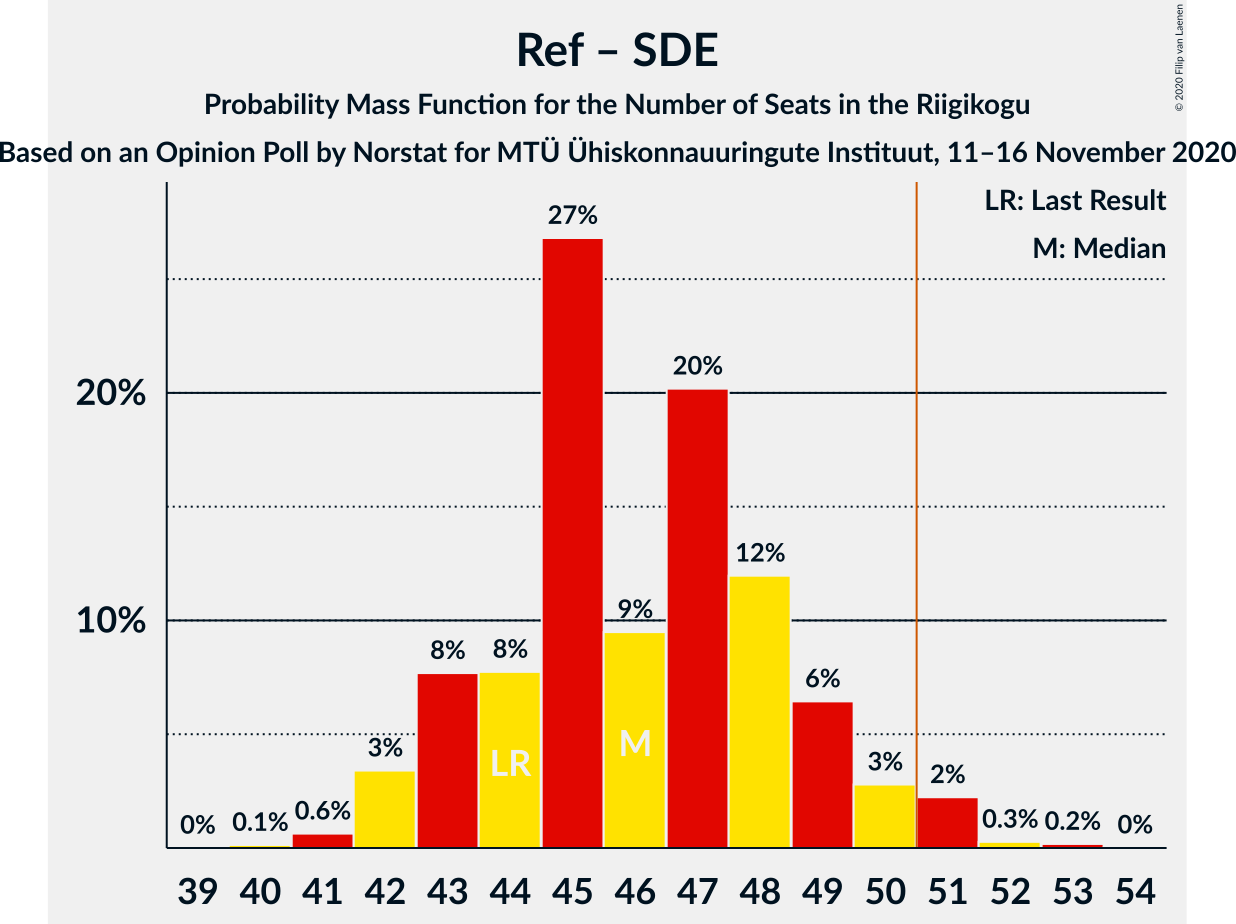 Ref – SDE
Probability Mass Function for the Number of Seats in the Riigikogu
Based on an Opinion Poll by Norstat for MTÜ Ühiskonnauuringute Instituut, 11–16 November 2020
© 2020 Filip van Laenen
LR: Last Result
M: Median
27%
20%
20%
12%
10%
9%
8%
8%
6%
3%
LR
M
3%
2%
0%
0.1%
0.6%
0.3%
0.2%
0%
39 40 41 42 43 44 45 46 47 48 49 50 51 52 53 54